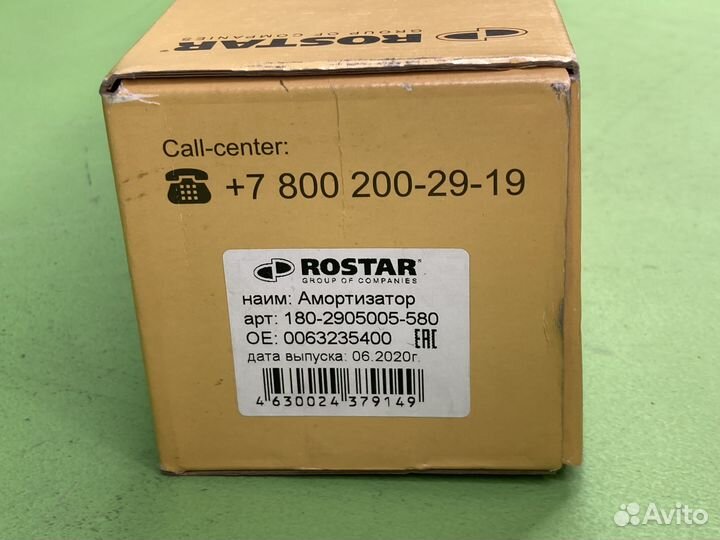 ROSTAR
GROUP OF COMPANIES
Call-center:
+7 800 200-29-19
ROSTAR®
GROUP OF COMPANIES
наим: Амортизатор
арт: 180-2905005-580
OE: 0063235400 EAC
дата выпуска: 06.2020г.
4 630024 379149
Avito